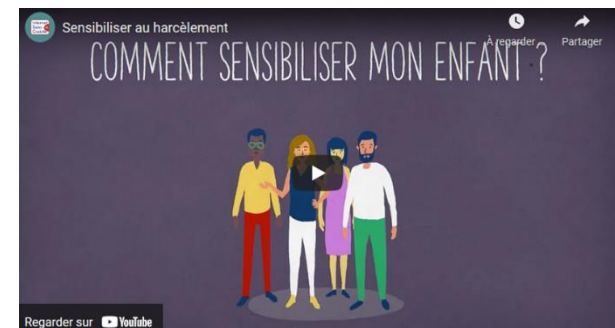 Sensibiliser au harcèlement
À regarder
Partager
COMMENT SENSIBILISER MON ENFANT ?
Regarder sur YouTube